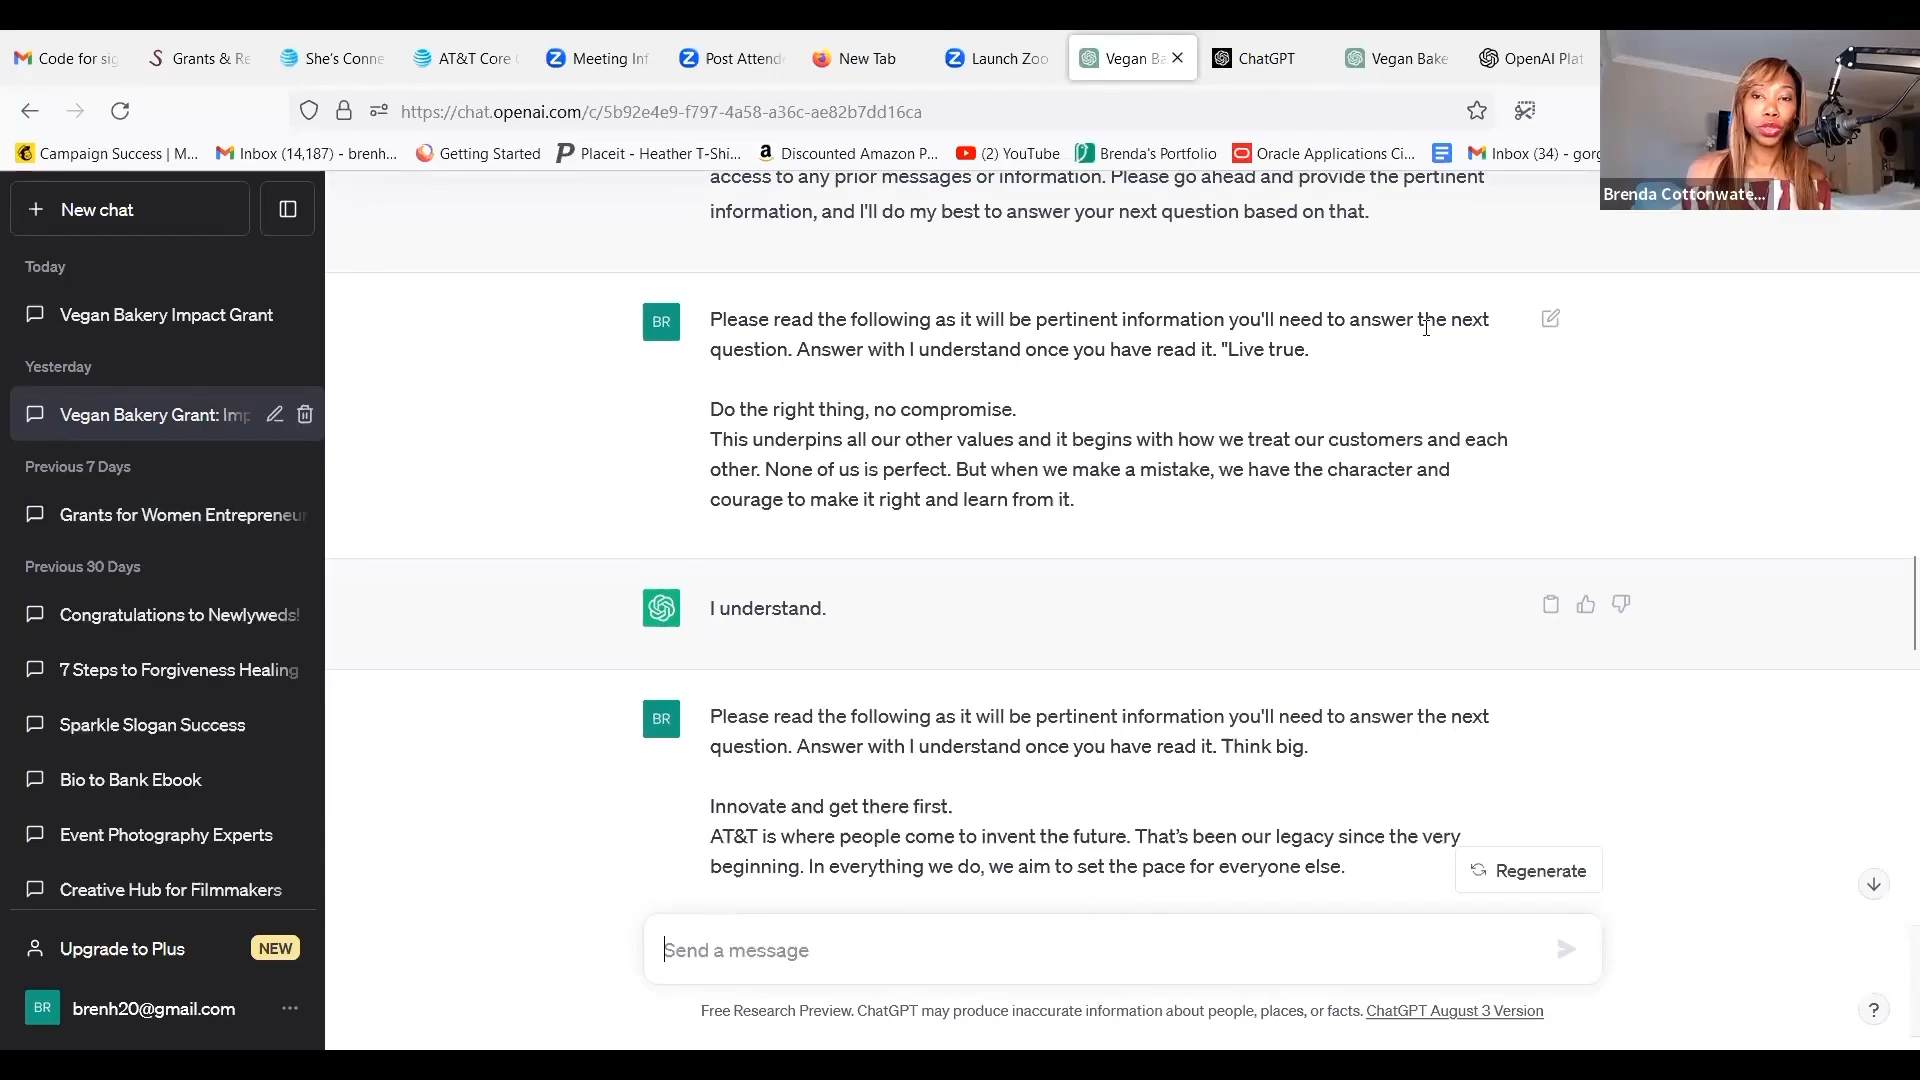 Code for sig
Grants & Re
She's Conne
AT&T Core
Meeting Inf
Post Attend
New Tab
Launch Zoo
Vegan Ba
ChatGPT
Vegan Bake
OpenAI Plat
https://chat.openai.com/c/5b92e4e9-f797-4a58-a36c-ae82b7dd16ca
Campaign Success | M...
Inbox (14,187) - brenh...
Getting Started
Placeit - Heather T-Shi...
Discounted Amazon P...
(2) YouTube
Brenda's Portfolio
Oracle Applications Ci...
Inbox (34) - gorg
Brenda Cottonwate...
New chat
Today
Vegan Bakery Impact Grant
Yesterday
Vegan Bakery Grant: Imp
Previous 7 Days
Grants for Women Entrepreneur
Previous 30 Days
Congratulations to Newlyweds!
7 Steps to Forgiveness Healing
Sparkle Slogan Success
Bio to Bank Ebook
Event Photography Experts
Creative Hub for Filmmakers
Upgrade to Plus
NEW
BR
brenh20@gmail.com
access to any prior messages or information. Please go ahead and provide the pertinent
information, and I'll do my best to answer your next question based on that.
BR
Please read the following as it will be pertinent information you'll need to answer the next
question. Answer with I understand once you have read it. "Live true.
Do the right thing, no compromise.
This underpins all our other values and it begins with how we treat our customers and each
other. None of us is perfect. But when we make a mistake, we have the character and
courage to make it right and learn from it.
I understand.
BR
Please read the following as it will be pertinent information you'll need to answer the next
question. Answer with I understand once you have read it. Think big.
Innovate and get there first.
AT&T is where people come to invent the future. That's been our legacy since the very
beginning. In everything we do, we aim to set the pace for everyone else.
Regenerate
Send a message
Free Research Preview. ChatGPT may produce inaccurate information about people, places, or facts. ChatGPT August 3 Version
?